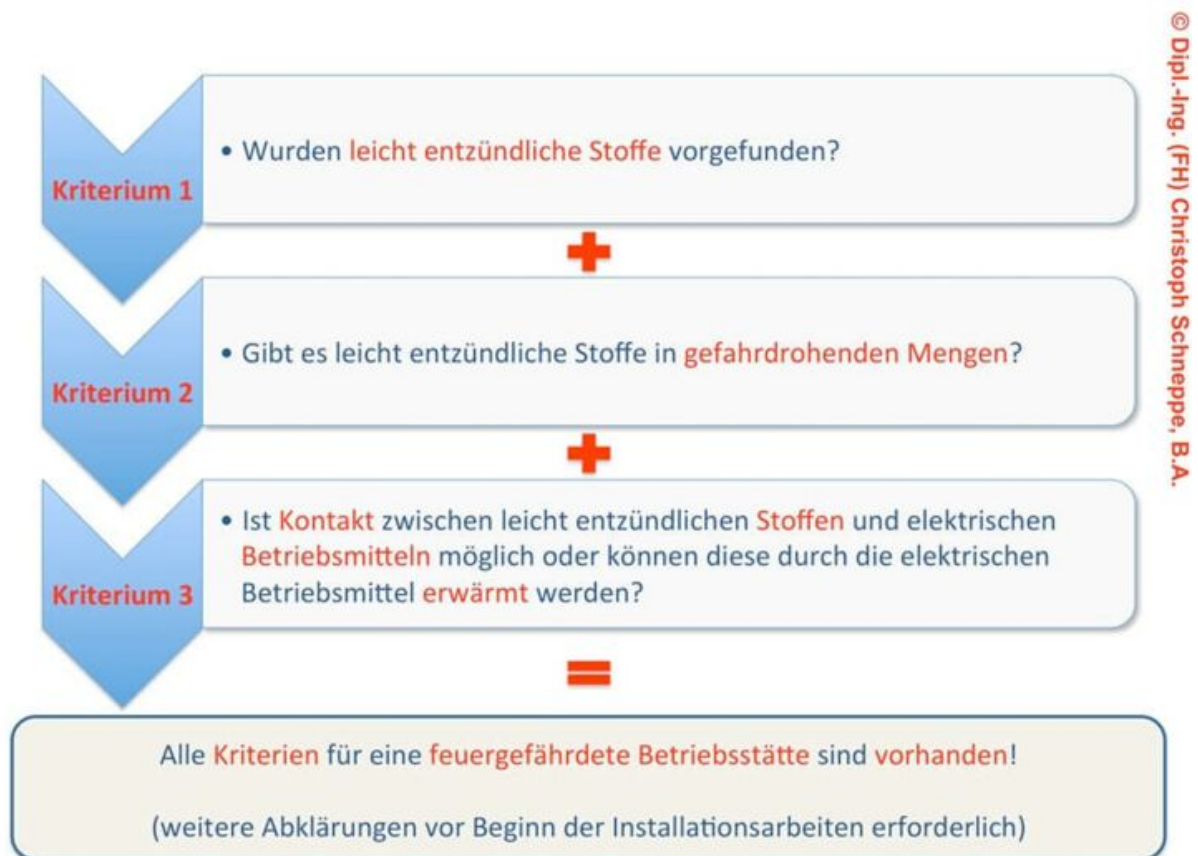 Kriterium 1
• Wurden leicht entzündliche Stoffe vorgefunden?
+
Kriterium 2
• Gibt es leicht entzündliche Stoffe in gefahrdrohenden Mengen?
+
Kriterium 3
• Ist Kontakt zwischen leicht entzündlichen Stoffen und elektrischen
Betriebsmitteln möglich oder können diese durch die elektrischen
Betriebsmittel erwärmt werden?
=
Alle Kriterien für eine feuergefährdete Betriebsstätte sind vorhanden!
(weitere Abklärungen vor Beginn der Installationsarbeiten erforderlich)
© Dipl.-Ing. (FH) Christoph Schneppe, B.A.